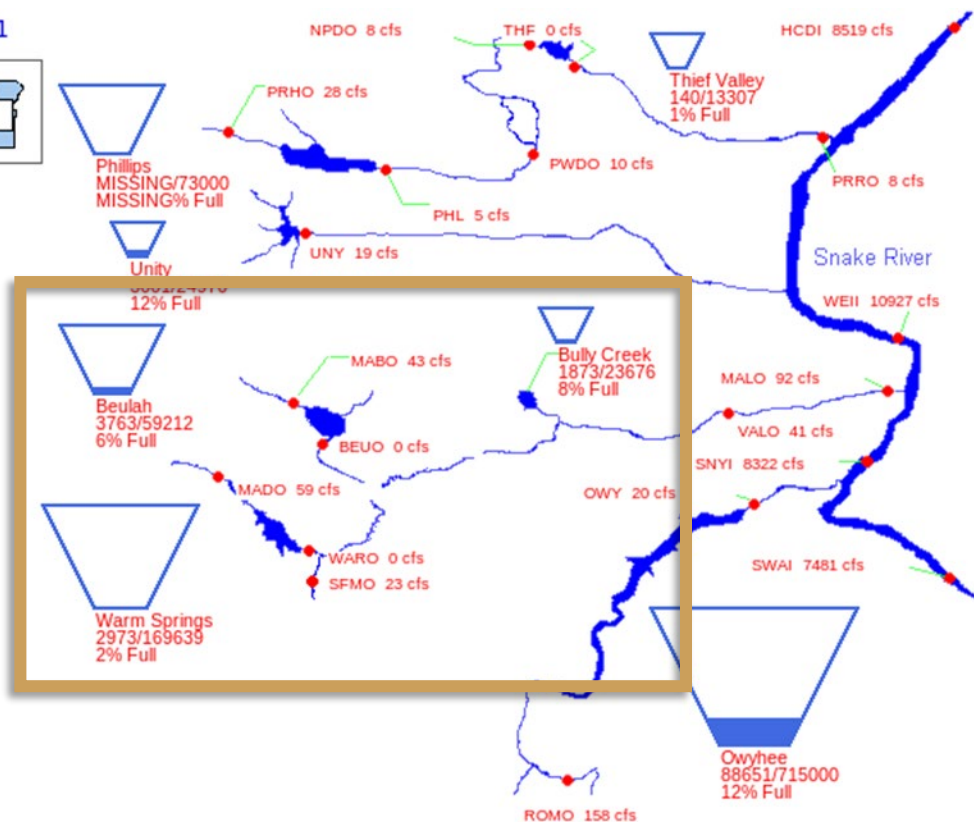 1
NPDO 8 cfs
THF 0 cfs
HCDI 8519 cfs
Thief Valley
140/13307
1% Full
PRHO 28 cfs
Phillips
MISSING/73000
MISSING% Full
PWDO 10 cfs
PRRO 8 cfs
PHL 5 cfs
UNY 19 cfs
Snake River
Unity
12% Full
WEII 10927 cfs
Beulah
3763/59212
6% Full
MABO 43 cfs
Bully Creek
1873/23676
8% Full
MALO 92 cfs
VALO 41 cfs
BEUO 0 cfs
SNYI 8322 cfs
MADO 59 cfs
OWY 20 cfs
WARO 0 cfs
SFMO 23 cfs
SWAI 7481 cfs
Warm Springs
2973/169639
2% Full
Owyhee
88651/715000
12% Full
ROMO 158 cfs